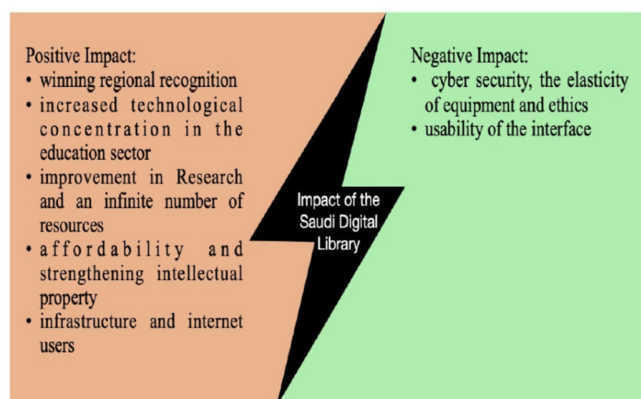 Positive Impact:
• winning regional recognition
• increased technological
concentration in the
education sector
• improvement in Research
and an infinite number of
resources
• affordability and
strengthening intellectual
property
• infrastructure and internet
users
Impact of the
Saudi Digital
Library
Negative Impact:
• cyber security, the elasticity
of equipment and ethics
• usability of the interface